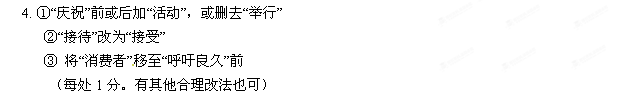 4. ①“庆祝”前或后加“活动”，或删去“举行”
②“接待”改为“接受”
③ 将“消费者”移至“呼吁良久”前
（每处 1 分。有其他合理改法也可）